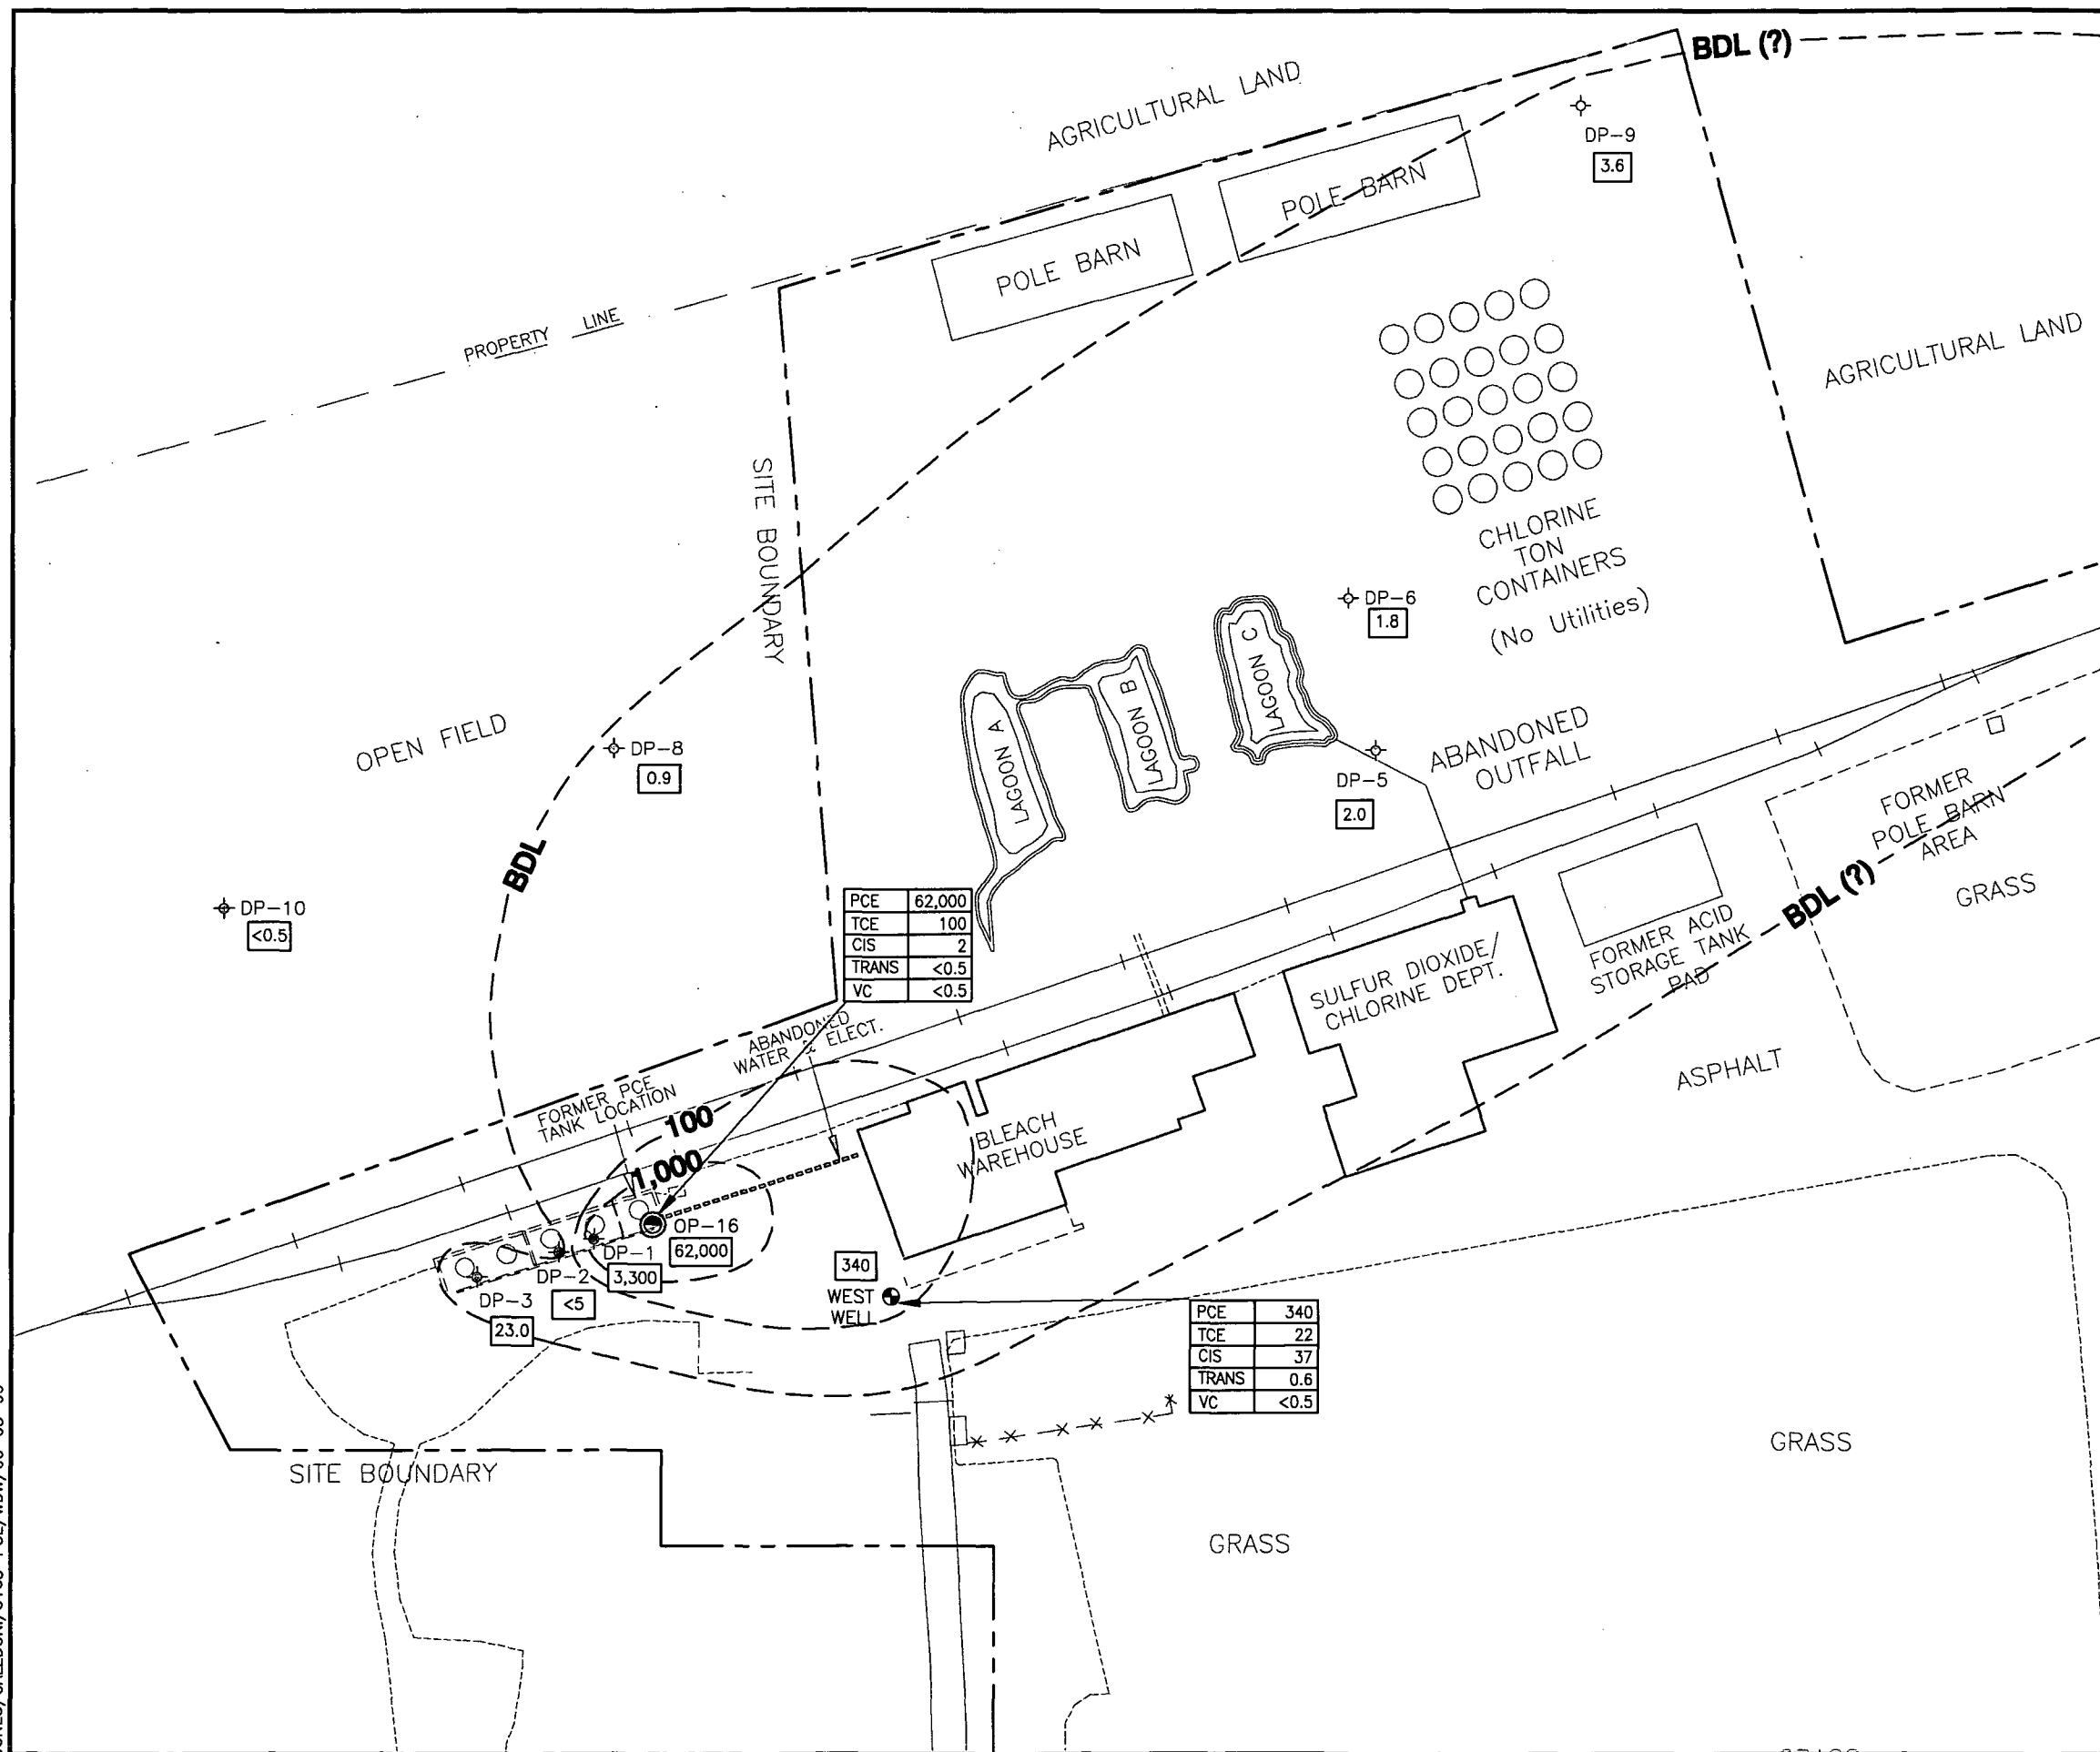 BDL (?)
AGRICULTURAL LAND
DP-9
3.6
POLE BARN
POLE BARN
PROPERTY LINE
AGRICULTURAL LAND
SITE BOUNDARY
CHLORINE
TON
CONTAINERS
(No Utilities)
DP-6
1.8
LAGOON C
LAGOON B
LAGOON A
OPEN FIELD
DP-8
0.9
ABANDONED
OUTFALL
DP-5
2.0
FORMER
POLE BARN
AREA
BDL
BDL (?)
GRASS
DP-10
<0.5
PCE 62,000
TCE 100
CIS 2
TRANS <0.5
VC <0.5
FORMER ACID
STORAGE TANK
PAD
SULFUR DIOXIDE/
CHLORINE DEPT.
ABANDONED
WATER & ELECT.
ASPHALT
FORMER PCE
TANK LOCATION
100
1,000
BLEACH
WAREHOUSE
OP-16
62,000
DP-1
3,300
DP-2
<5
DP-3
23.0
340
WEST
WELL
PCE 340
TCE 22
CIS 37
TRANS 0.6
VC <0.5
SITE BOUNDARY
GRASS
GRASS